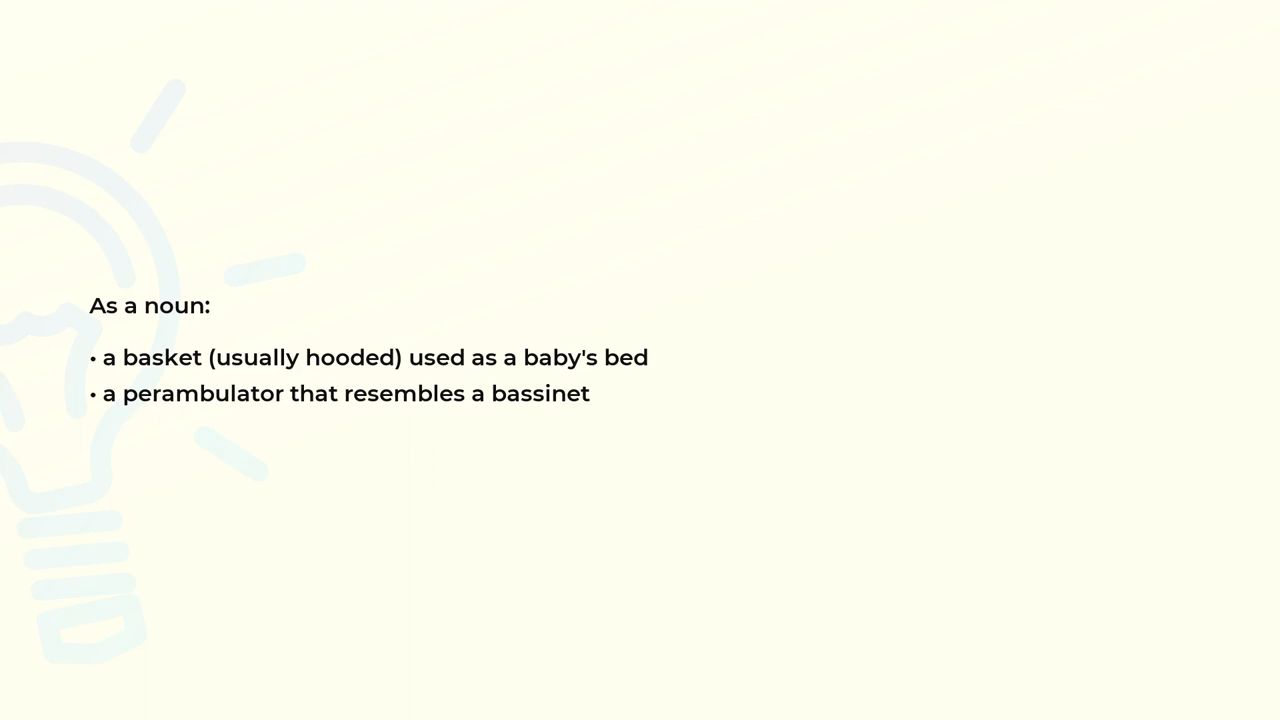 As a noun:
• a basket (usually hooded) used as a baby's bed
• a perambulator that resembles a bassinet